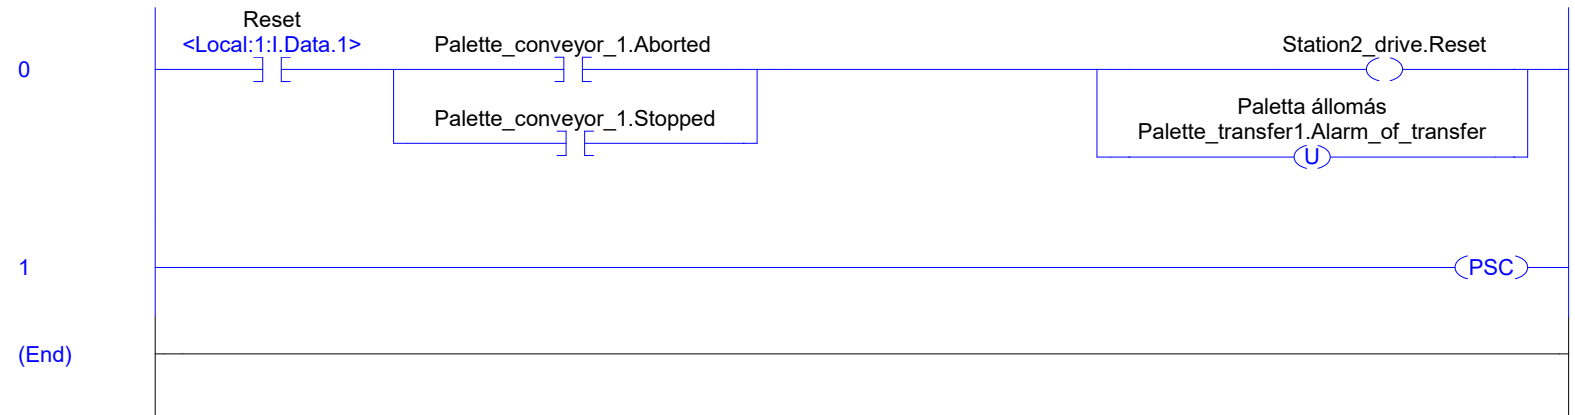 Reset
<Local:1:I.Data.1>
Palette_conveyor_1.Aborted
Station2_drive.Reset
0
Palette_conveyor_1.Stopped
Paletta állomás
Palette_transfer1.Alarm_of_transfer
U
1
PSC
(End)